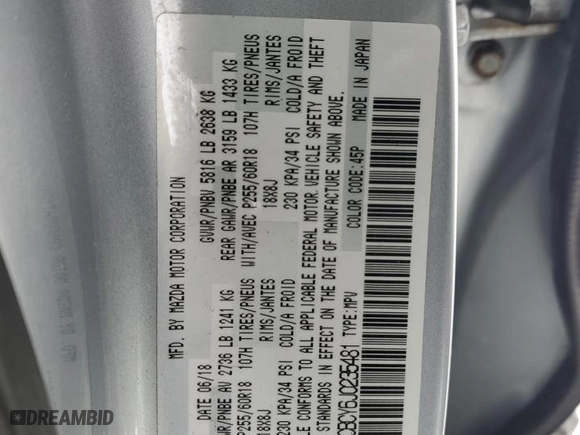 MFD. BY MAZDA MOTOR CORPORATION
DATE 06/18 GVWR/PNBV 5816 LB 2638 KG
GAWR/PNBE AV 2736 LB 1241 KG REAR GAWR/PNBE AR 3159 LB 1433 KG
P255/60R18 107H TIRES/PNEUS WITH/AVEC P255/60R18 107H TIRES/PNEUS
18X8J RIMS/JANTES 18X8J RIMS/JANTES
230 KPA/34 PSI COLD/A FROID 230 KPA/34 PSI COLD/A FROID
CONFORMS TO ALL APPLICABLE FEDERAL MOTOR VEHICLE SAFETY AND THEFT
STANDARDS IN EFFECT ON THE DATE OF MANUFACTURE SHOWN ABOVE.
TYPE:MPV COLOR CODE:45P MADE IN JAPAN
DREAMBID